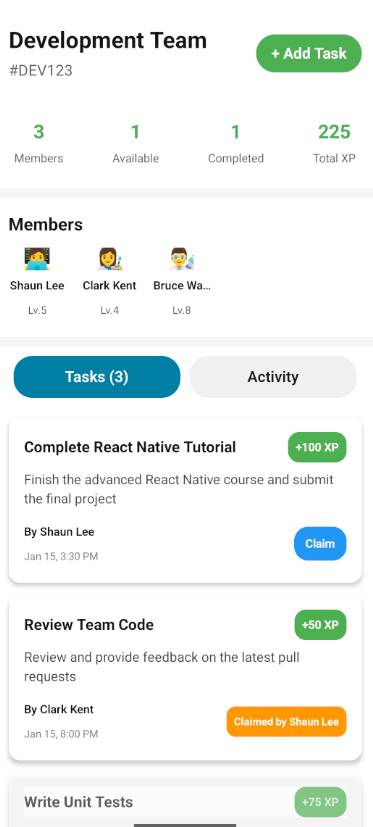 Development Team
+ Add Task
#DEV123
3 1 1 225
Members Available Completed Total XP
Members
Shaun Lee Clark Kent Bruce Wa...
Lv.5 Lv.4 Lv.8
Tasks (3) Activity
Complete React Native Tutorial +100 XP
Finish the advanced React Native course and submit
the final project
By Shaun Lee
Claim
Jan 15, 3:30 PM
Review Team Code +50 XP
Review and provide feedback on the latest pull
requests
By Clark Kent
Claimed by Shaun Lee
Jan 15, 8:00 PM
Write Unit Tests +75 XP